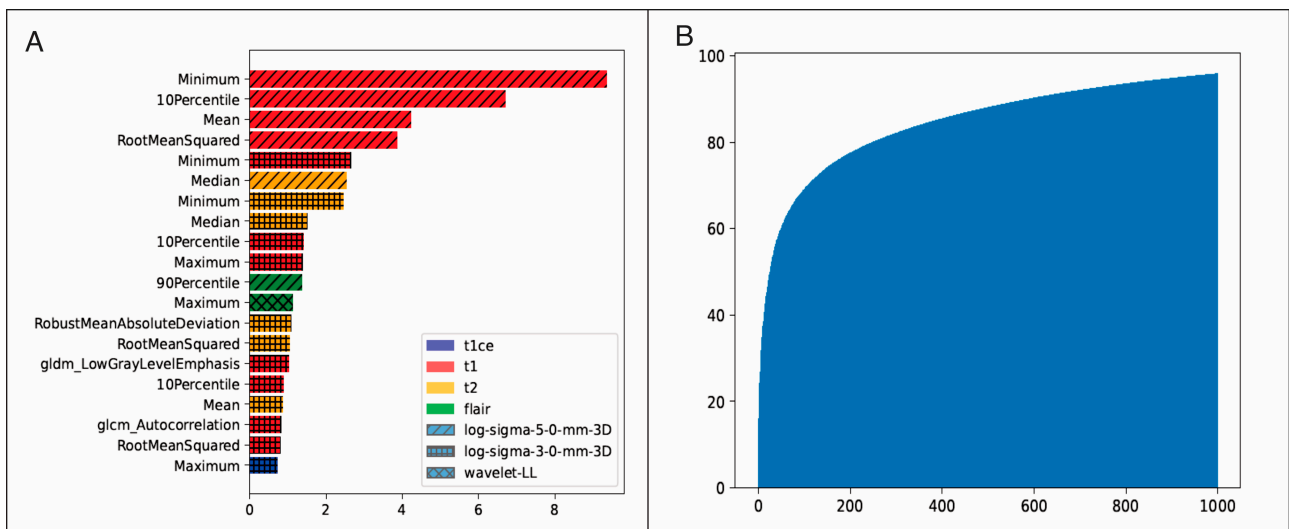 A
Minimum
10Percentile
Mean
RootMeanSquared
Minimum
Median
Minimum
Median
10Percentile
Maximum
90Percentile
Maximum
RobustMeanAbsoluteDeviation
RootMeanSquared
gldm_LowGrayLevelEmphasis
10Percentile
Mean
glcm_Autocorrelation
RootMeanSquared
Maximum
0 2 4 6 8
t1ce
t1
t2
flair
log-sigma-5-0-mm-3D
log-sigma-3-0-mm-3D
wavelet-LL
B
100
80
60
40
20
0
0 200 400 600 800 1000